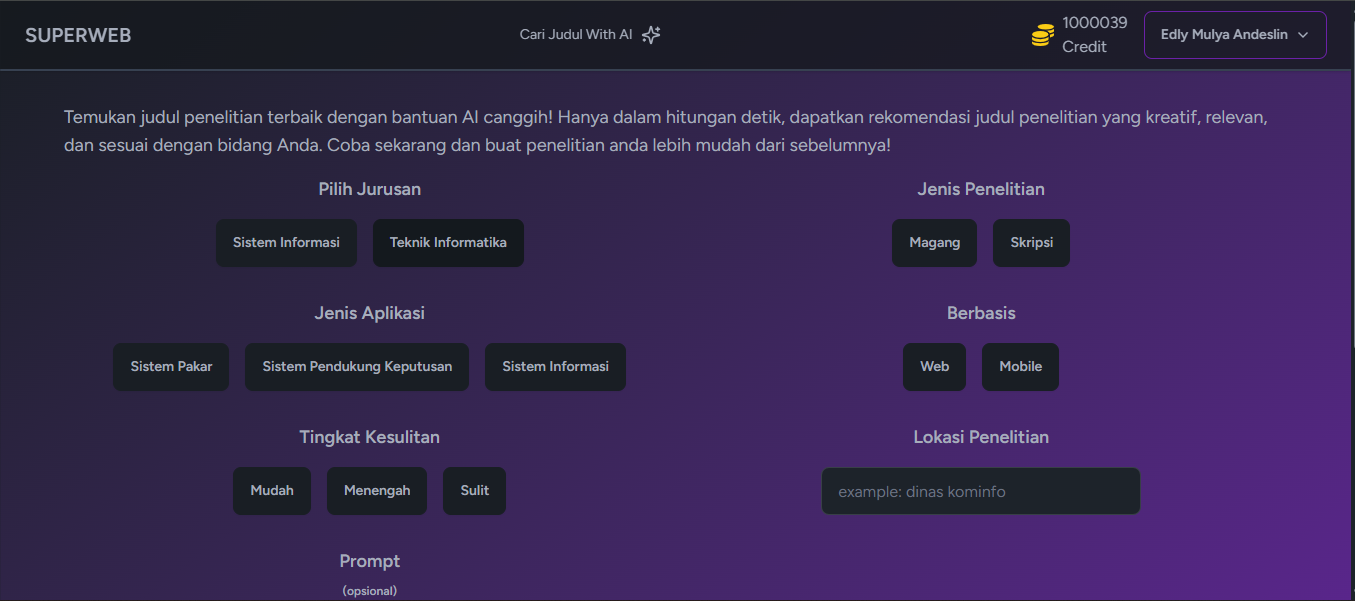 SUPERWEB
Cari Judul With AI
1000039
Credit
Edly Mulya Andeslin
Temukan judul penelitian terbaik dengan bantuan AI canggih! Hanya dalam hitungan detik, dapatkan rekomendasi judul penelitian yang kreatif, relevan,
dan sesuai dengan bidang Anda. Coba sekarang dan buat penelitian anda lebih mudah dari sebelumnya!
Pilih Jurusan
Sistem Informasi
Teknik Informatika
Jenis Penelitian
Magang
Skripsi
Jenis Aplikasi
Sistem Pakar
Sistem Pendukung Keputusan
Sistem Informasi
Berbasis
Web
Mobile
Tingkat Kesulitan
Mudah
Menengah
Sulit
Lokasi Penelitian
example: dinas kominfo
Prompt
(opsional)